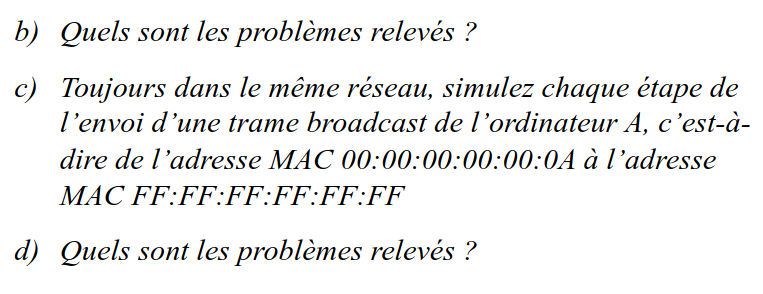 b) Quels sont les problèmes relevés ?
c) Toujours dans le même réseau, simulez chaque étape de
l’envoi d’une trame broadcast de l’ordinateur A, c’est-à-
dire de l’adresse MAC 00:00:00:00:00:0A à l’adresse
MAC FF:FF:FF:FF:FF:FF
d) Quels sont les problèmes relevés ?